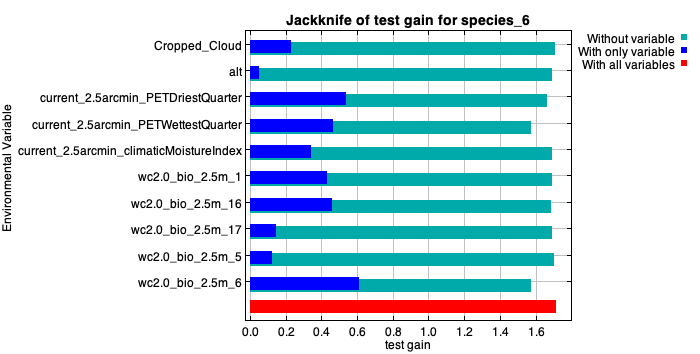 Jackknife of test gain for species_6
Without variable
With only variable
With all variables
Environmental Variable
Cropped_Cloud
alt
current_2.5arcmin_PETDriestQuarter
current_2.5arcmin_PETWettestQuarter
current_2.5arcmin_climaticMoistureIndex
wc2.0_bio_2.5m_1
wc2.0_bio_2.5m_16
wc2.0_bio_2.5m_17
wc2.0_bio_2.5m_5
wc2.0_bio_2.5m_6
0.0 0.2 0.4 0.6 0.8 1.0 1.2 1.4 1.6
test gain